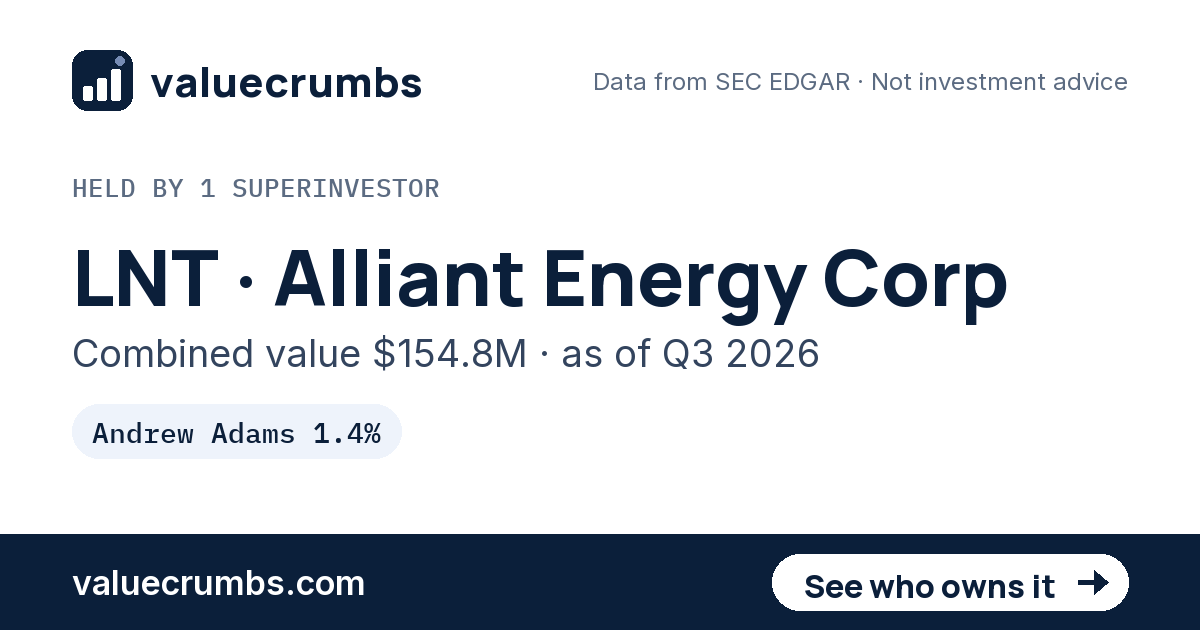 valuecrumbs
Data from SEC EDGAR · Not investment advice
HELD BY 1 SUPERINVESTOR
LNT · Alliant Energy Corp
Combined value $154.8M · as of Q3 2026
Andrew Adams 1.4%
valuecrumbs.com
See who owns it →